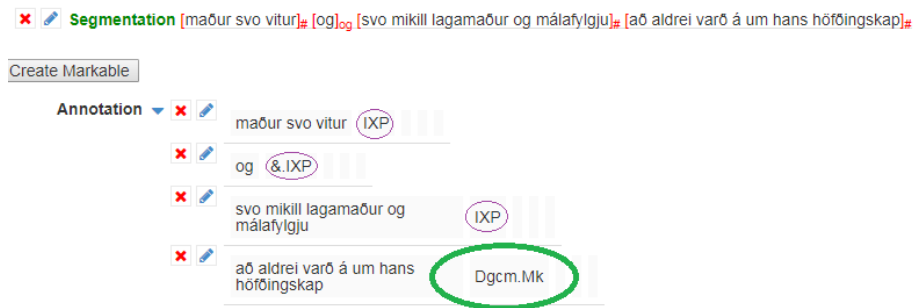 Segmentation [maður svo vitur]# [og]og [svo mikill lagamaður og málafylgju]# [að aldrei varð á um hans höfðingskap]#
Create Markable
Annotation
maður svo vitur IXP
og &.IXP
svo mikill lagamaður og
málafylgju IXP
að aldrei varð á um hans
höfðingskap Dgcm.Mk